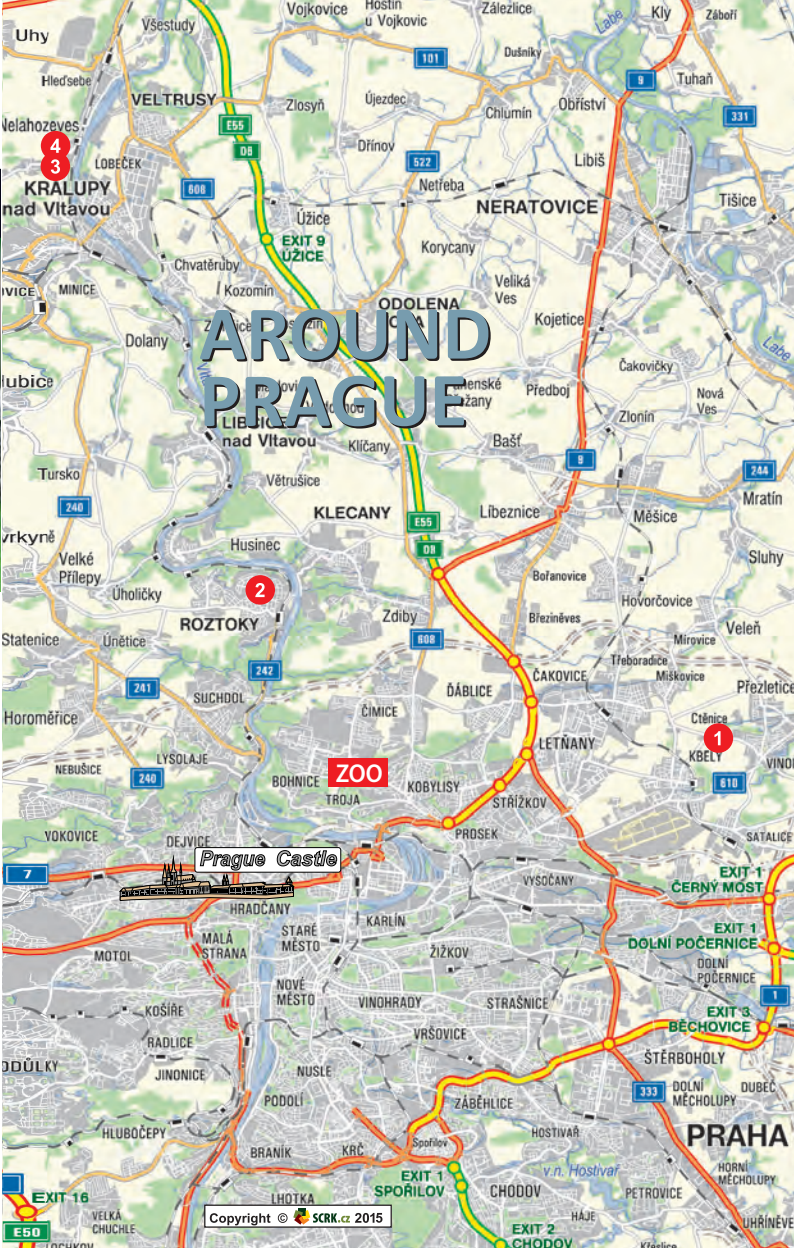 Vojkovice
Hostín
u Vojkovic
Zálezlice
Labe
Kly
Záboří
Uhy
Všestudy
101
Dušníky
9
Tuhaň
Hleďsebe
VELTRUSY
Zlosyň
Újezdec
Chlumín
Obříství
331
E55
D8
Nelahozeves
4
3
LOBEČEK
Dřínov
522
Libiš
KRALUPY
nad Vltavou
608
Netřeba
NERATOVICE
Tišice
Úžice
EXIT 9
ÚŽICE
Korycany
Chvatěruby
MINICE
Kozomín
Veliká
Ves
ODOLENA
Kojetice
Labe
Dolany
AROUND
PRAGUE
Čakovičky
Předboj
Nová
Ves
Zlonín
nad Vltavou
Klíčany
Bašť
9
Tursko
Větrušice
244
Mratín
240
KLECANY
E55
Líbeznice
Měšice
D8
Husinec
Velké
Přílepy
Sluhy
Úholičky
2
Bořanovice
Hovorčovice
ROZTOKY
Zdiby
Březiněves
Veleň
Statenice
Únětice
608
Mírovice
Třeboradice
Miškovice
242
ČAKOVICE
Přezletice
241
SUCHDOL
ĎÁBLICE
Horoměřice
ČIMICE
Ctěnice
1
LETŇANY
KBELY
LYSOLAJE
NEBUŠICE
240
BOHNICE
ZOO
TROJA
KOBYLISY
610
STŘÍŽKOV
VOKOVICE
DEJVICE
PROSEK
SATALICE
Prague Castle
7
VYSOČANY
EXIT 1
ČERNÝ MOST
HRADČANY
KARLÍN
MALÁ
STRANA
STARÉ
MĚSTO
EXIT 1
DOLNÍ POČERNICE
MOTOL
ŽIŽKOV
DOLNÍ
POČERNICE
NOVÉ
MĚSTO
VINOHRADY
STRAŠNICE
1
KOŠÍŘE
EXIT 3
BĚCHOVICE
RADLICE
VRŠOVICE
ŠTĚRBOHOLY
JINONICE
NUSLE
333
DOLNÍ
MĚCHOLUPY
DUBEČ
PODOLÍ
ZÁBĚHLICE
HLUBOČEPY
HOSTIVAŘ
PRAHA
BRANÍK
KRČ
Spořilov
v.n. Hostivař
HORNÍ
MĚCHOLUPY
EXIT 1
SPOŘILOV
CHODOV
PETROVICE
EXIT 16
LHOTKA
HÁJE
E50
VELKÁ
CHUCHLE
Copyright © SCRK.cz 2015
EXIT 2
CHODOV